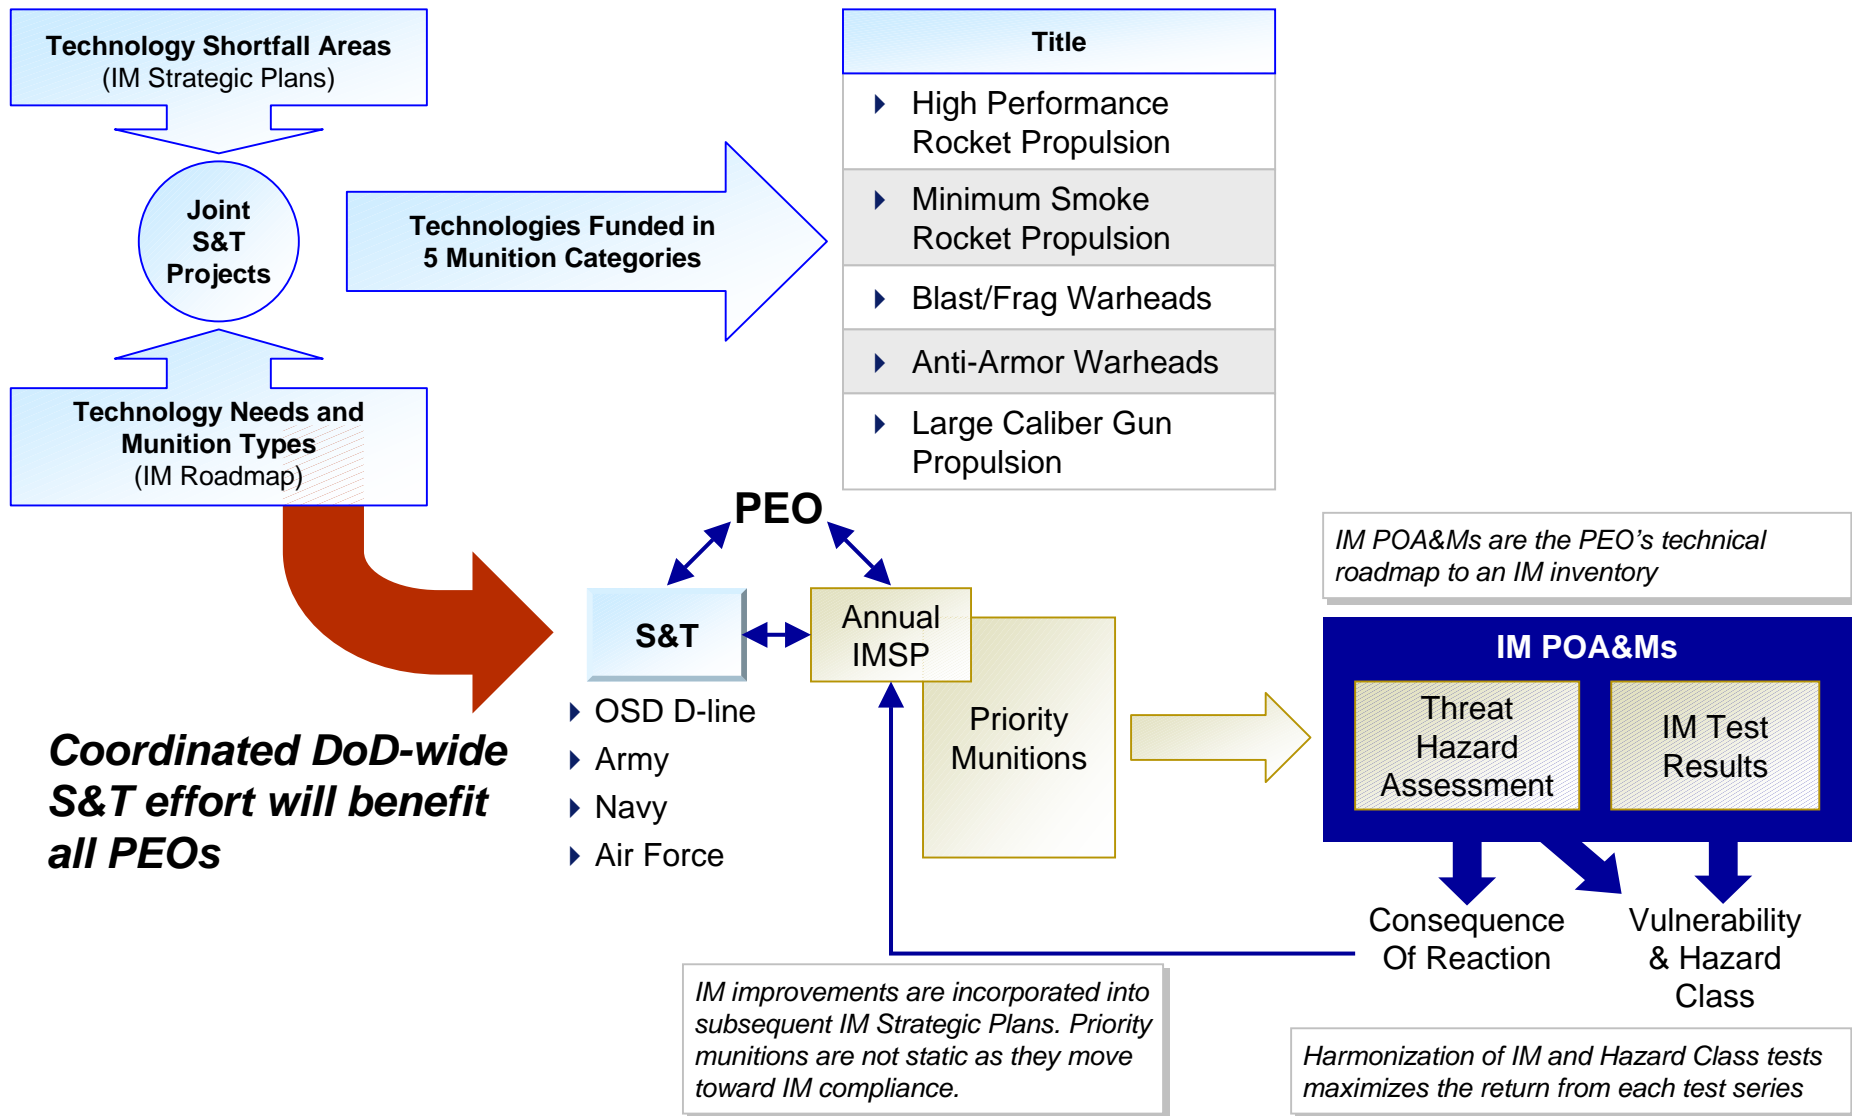 Technology Shortfall Areas
(IM Strategic Plans)
Joint
S&T
Projects
Technology Needs and
Munition Types
(IM Roadmap)
Technologies Funded in
5 Munition Categories
Title
High Performance
Rocket Propulsion
Minimum Smoke
Rocket Propulsion
Blast/Frag Warheads
Anti-Armor Warheads
Large Caliber Gun
Propulsion
Coordinated DoD-wide
S&T effort will benefit
all PEOs
PEO
S&T
OSD D-line
Army
Navy
Air Force
Annual
IMSP
Priority
Munitions
IM POA&Ms are the PEO’s technical
roadmap to an IM inventory
IM POA&Ms
Threat
Hazard
Assessment
IM Test
Results
Consequence
Of Reaction
Vulnerability
& Hazard
Class
IM improvements are incorporated into
subsequent IM Strategic Plans. Priority
munitions are not static as they move
toward IM compliance.
Harmonization of IM and Hazard Class tests
maximizes the return from each test series